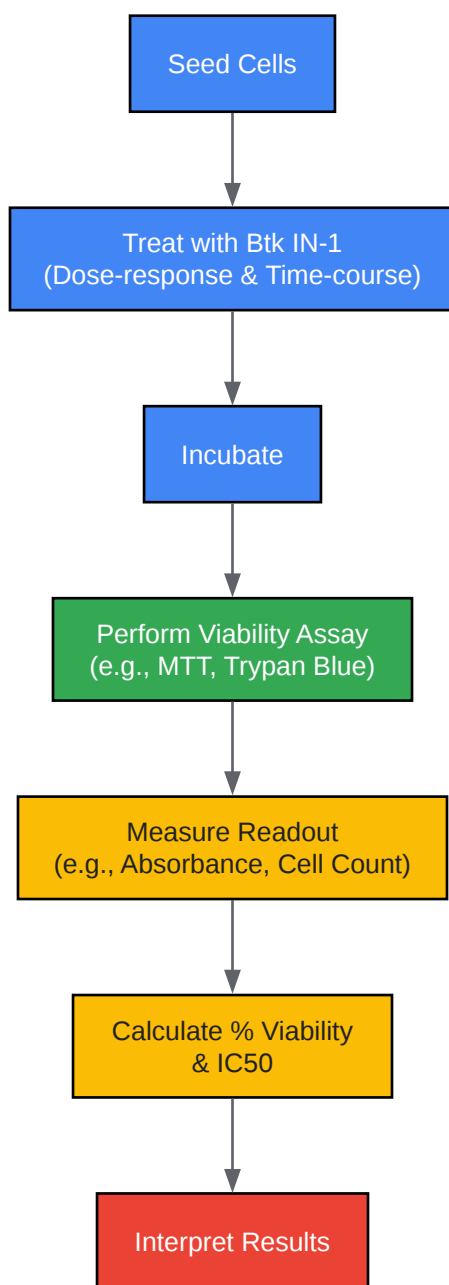 Seed Cells
Treat with Btk IN-1
(Dose-response & Time-course)
Incubate
Perform Viability Assay
(e.g., MTT, Trypan Blue)
Measure Readout
(e.g., Absorbance, Cell Count)
Calculate % Viability
& IC50
Interpret Results